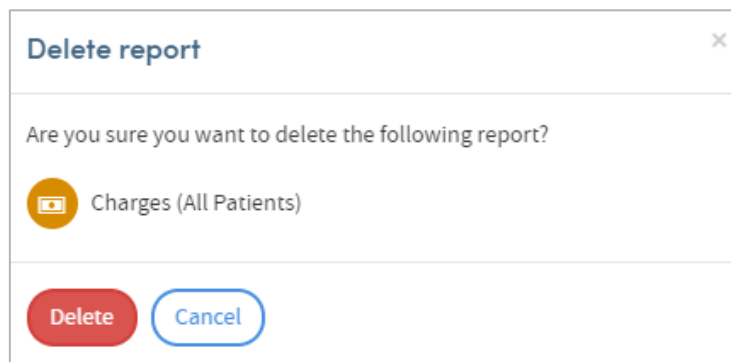 Delete report
×
Are you sure you want to delete the following report?
Charges (All Patients)
Delete
Cancel